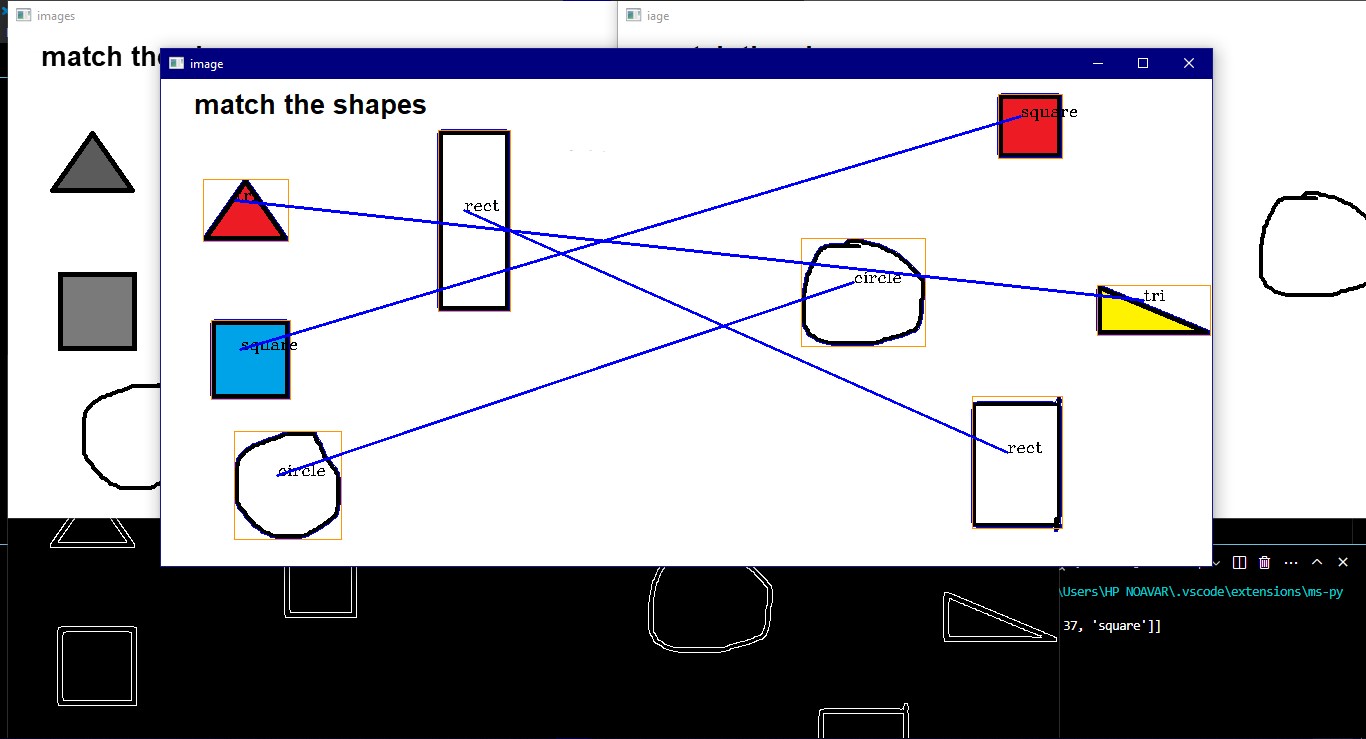 images
iage
match the
image
match the shapes
square
rect
circle
tri
square
circle
rect
\Users\HP NOAVAR\.vscode\extensions\ms-py
37, 'square']]